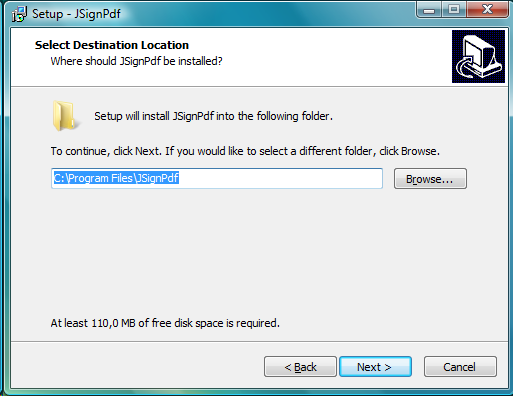 Setup - JSignPdf
Select Destination Location
Where should JSignPdf be installed?
Setup will install JSignPdf into the following folder.
To continue, click Next. If you would like to select a different folder, click Browse.
C:\Program Files\JSignPdf
Browse...
At least 110,0 MB of free disk space is required.
< Back
Next >
Cancel